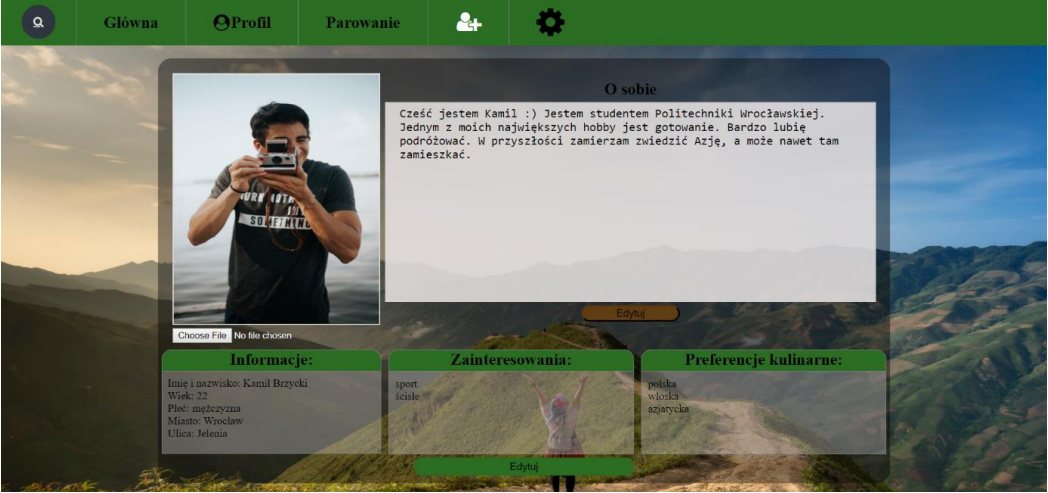 Główna
Profil
Parowanie
O sobie
Cześć jestem Kamil :) Jestem studentem Politechniki Wrocławskiej.
Jednym z moich największych hobby jest gotowanie. Bardzo lubię
podróżować. W przyszłości zamierzam zwiedzić Azję, a może nawet tam
zamieszkać.
SOMETHING
Edytuj
Choose File No file chosen
Informacje:
Imię i nazwisko: Kamil Brzycki
Wiek: 22
Płeć: mężczyzna
Miasto: Wrocław
Ulica: Jelenia
Zainteresowania:
sport
ścisłe
Preferencje kulinarne:
polska
włoska
azjatycka
Edytuj